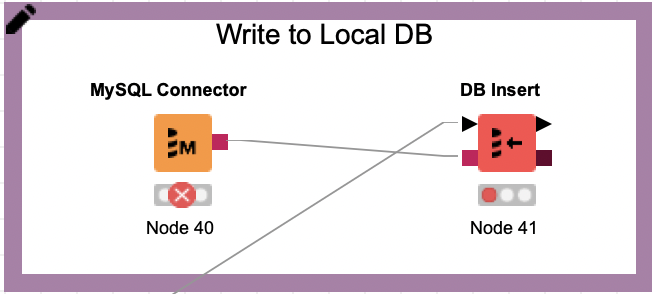 Write to Local DB
MySQL Connector
DB Insert
M
Node 40
Node 41